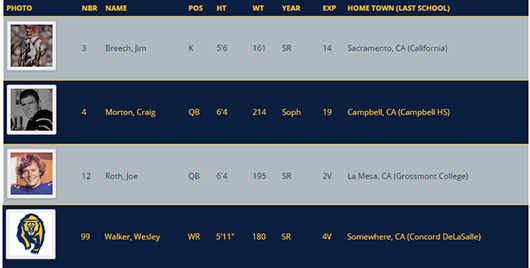 PHOTO NBR NAME POS HT WT YEAR EXP HOME TOWN (LAST SCHOOL)
3 Breech, Jim K 5'6 161 SR 14 Sacramento, CA (California)
4 Morton, Craig QB 6'4 214 Soph 19 Campbell, CA (Campbell HS)
12 Roth, Joe QB 6'4 195 SR 2V La Mesa, CA (Grossmont College)
99 Walker, Wesley WR 5'11" 180 SR 4V Somewhere, CA (Concord DeLaSalle)